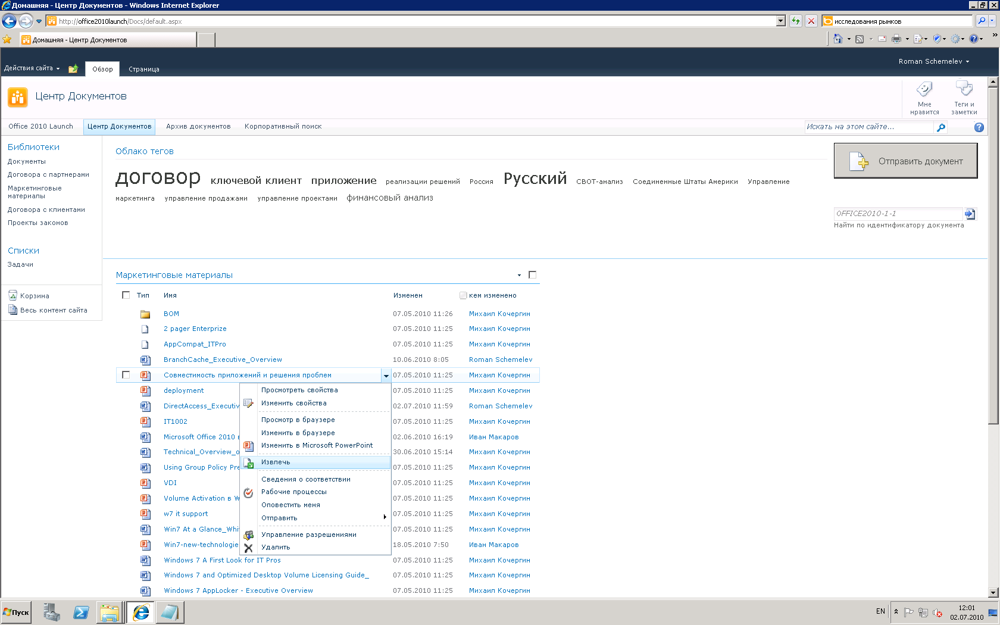 Домашняя - Центр Документов - Windows Internet Explorer
http://office2010launch/Docs/default.aspx
исследования рынков
Домашняя - Центр Документов
Действия сайта
Обзор
Страница
Roman Schemelev
Центр Документов
Мне нравится
Теги и заметки
Office 2010 Launch
Центр Документов
Архив документов
Корпоративный поиск
Искать на этом сайте...
Библиотеки
Документы
Договора с партнерами
Маркетинговые
материалы
Договора с клиентами
Проекты законов
Списки
Задачи
Корзина
Весь контент сайта
Облако тегов
договор ключевой клиент приложение реализации решений Россия Русский СВОТ-анализ Соединенные Штаты Америки Управление
маркетинга управление продажами управление проектами финансовый анализ
Отправить документ
OFFICE2010-1-1
Найти по идентификатору документа
Маркетинговые материалы
Тип Имя Изменен кем изменено
BOM 07.05.2010 11:26 Михаил Кочергин
2 pager Enterprize 07.05.2010 11:25 Михаил Кочергин
AppCompat_ITPro 07.05.2010 11:25 Михаил Кочергин
BranchCache_Executive_Overview 10.06.2010 8:05 Roman Schemelev
Совместимость приложений и решения проблем 07.05.2010 11:25 Михаил Кочергин
deployment 07.05.2010 11:25 Михаил Кочергин
DirectAccess_Executiv 02.07.2010 11:59 Roman Schemelev
IT1002 07.05.2010 11:25 Михаил Кочергин
Microsoft Office 2010 в 02.06.2010 16:19 Иван Макаров
Technical_Overview_o 30.06.2010 15:14 Михаил Кочергин
Using Group Policy Pre 07.05.2010 11:25 Михаил Кочергин
VDI 07.05.2010 11:25 Михаил Кочергин
Volume Activation в W 07.05.2010 11:25 Михаил Кочергин
w7 it support 07.05.2010 11:25 Михаил Кочергин
Win7 At a Glance_Whi 07.05.2010 11:25 Михаил Кочергин
Win7-new-technologie 18.05.2010 7:50 Иван Макаров
Windows 7 A First Look for IT Pros 07.05.2010 11:25 Михаил Кочергин
Windows 7 and Optimized Desktop Volume Licensing Guide_ 07.05.2010 11:25 Михаил Кочергин
Windows 7 AppLocker - Executive Overview 07.05.2010 11:25 Михаил Кочергин
Просмотреть свойства
Изменить свойства
Просмотр в браузере
Изменить в браузере
Изменить в Microsoft PowerPoint
Извлечь
Сведения о соответствии
Рабочие процессы
Оповестить меня
Отправить
Управление разрешениями
Удалить
Пуск
EN
12:01
02.07.2010